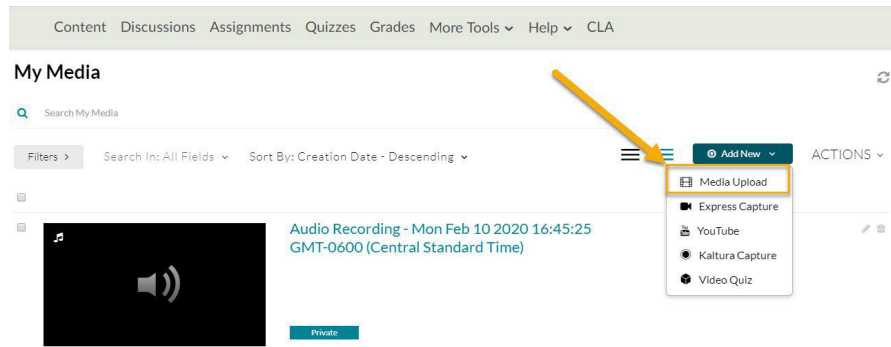 Content Discussions Assignments Quizzes Grades More Tools Help CLA
My Media
Search My Media
Filters > Search In: All Fields Sort By: Creation Date - Descending Add New ACTIONS
Media Upload
Express Capture
YouTube
Kaltura Capture
Video Quiz
Audio Recording - Mon Feb 10 2020 16:45:25
GMT-0600 (Central Standard Time)
Private